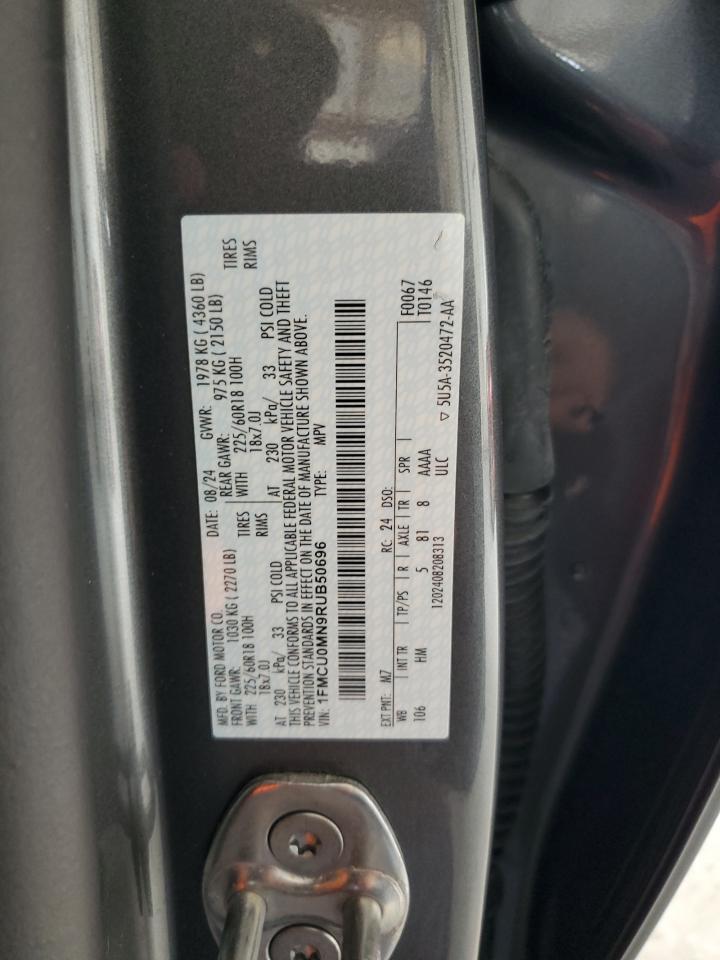 MFD. BY FORD MOTOR CO.
DATE: 08/24 GVWR: 1978 KG ( 4360 LB)
FRONT GAWR: 1030 KG ( 2270 LB) REAR GAWR: 975 KG ( 2150 LB)
WITH 225/60R18 100H TIRES WITH 225/60R18 100H TIRES
18x7.0J RIMS 18x7.0J RIMS
AT 230 kPa/ 33 PSI COLD AT 230 kPa/ 33 PSI COLD
THIS VEHICLE CONFORMS TO ALL APPLICABLE FEDERAL MOTOR VEHICLE SAFETY AND THEFT
PREVENTION STANDARDS IN EFFECT ON THE DATE OF MANUFACTURE SHOWN ABOVE.
VIN: 1FMCU0MN9RUB50696 TYPE: MPV
EXT PNT: M7 RC: 24 DSO: F0067
WB INT TR TP/PS R AXLE TR SPR T0146
106 HM 5 81 8 AAAA
1202408208313 ULC
▽ 5U5A-3520472-AA